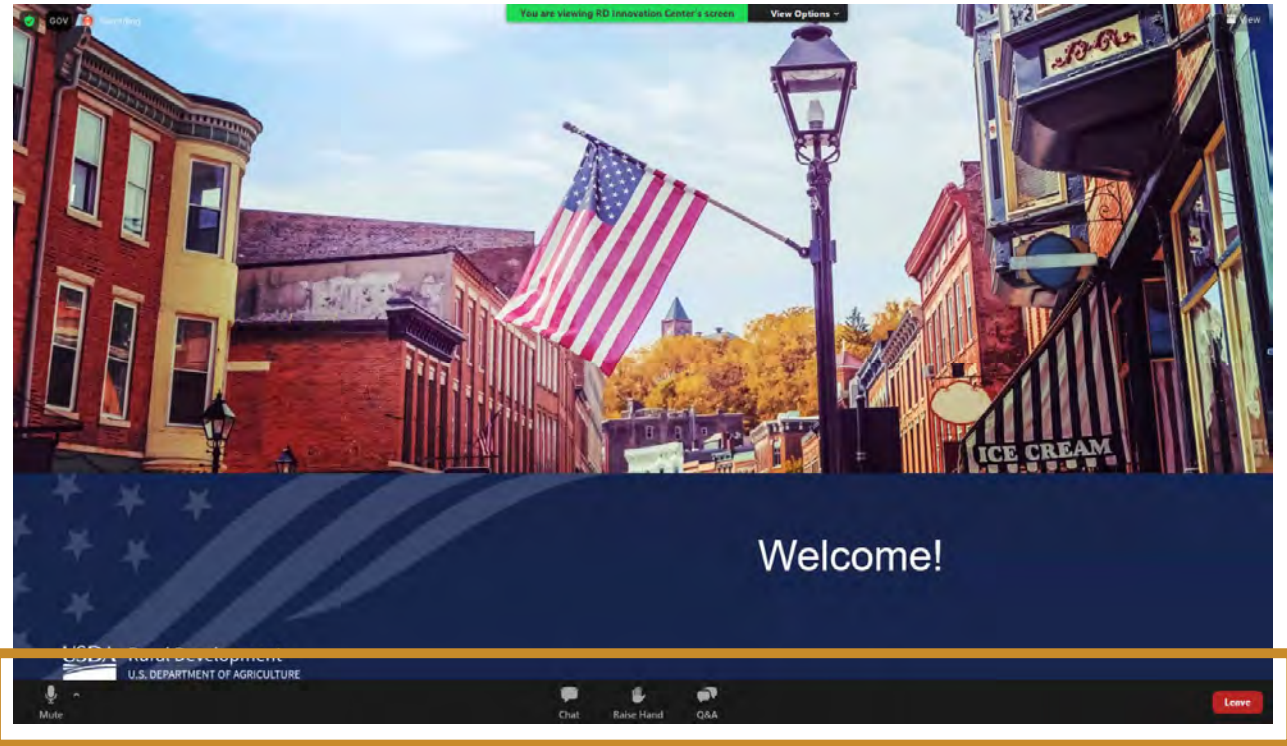 GOV
You are viewing RD Innovation Center's screen
View Options
View
ICE CREAM
Welcome!
USDA Rural Development
U.S. DEPARTMENT OF AGRICULTURE
Mute
Chat
Raise Hand
Q&A
Leave